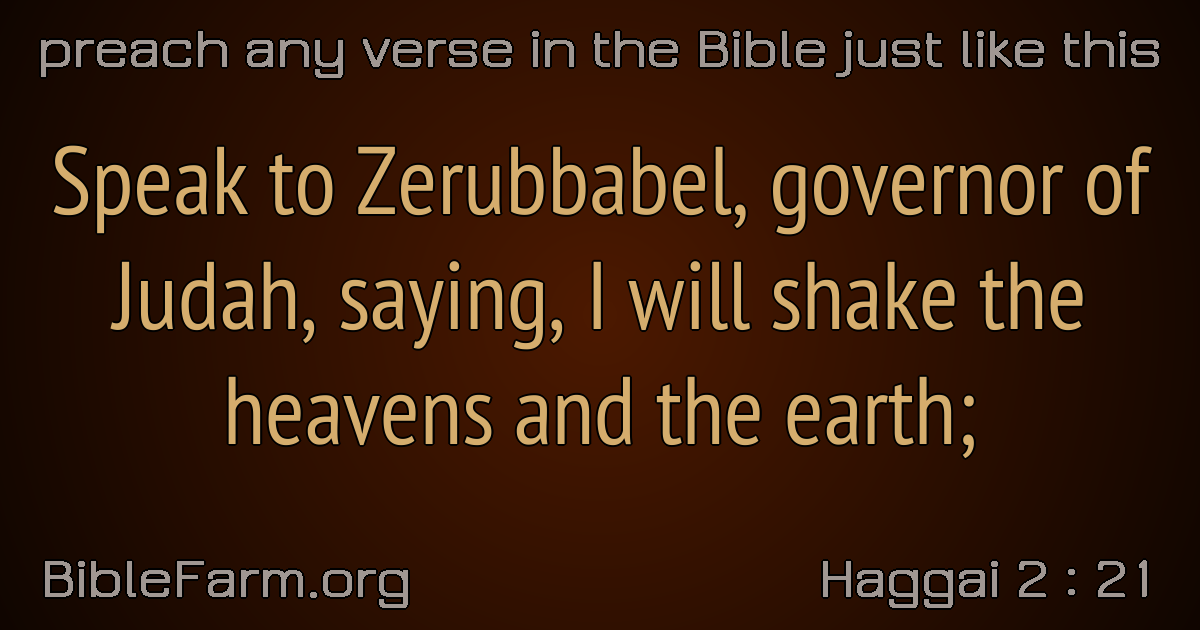 preach any verse in the Bible just like this
Speak to Zerubbabel, governor of
Judah, saying, I will shake the
heavens and the earth;
BibleFarm.org
Haggai 2 : 21